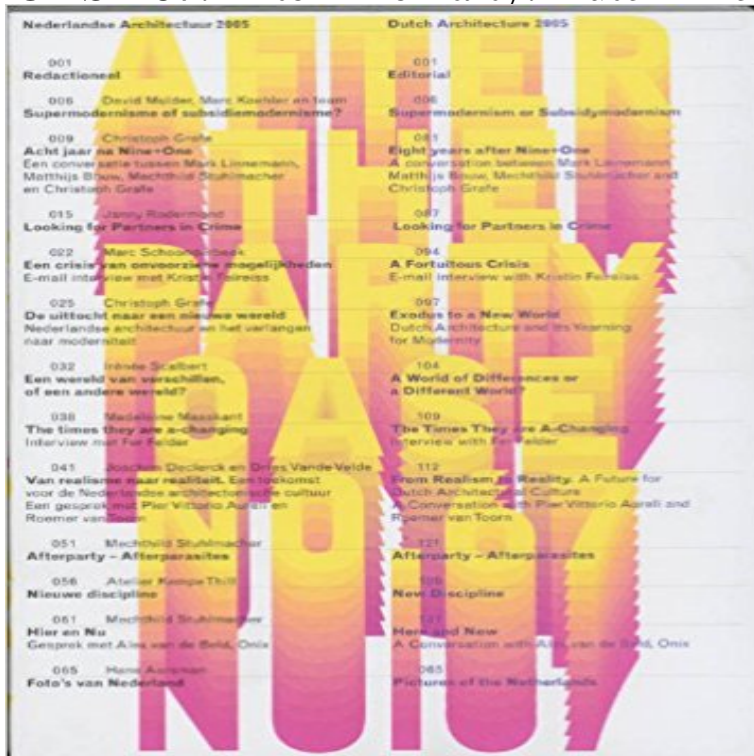 AFTER
THE
PARTY
OASE
Nederlandse Architectuur 2005
001
Redactioneel
006 David Mulder, Marc Koehler en team
Supermodernisme of subsidiemodernisme?
009 Christoph Grafe
Acht jaar na Nine+One
Een conversatie tussen Mark Linnemann,
Matthijs Bouw, Mechthild Stuhlmacher
en Christoph Grafe
015 Janny Rodermond
Looking for Partners in Crime
022 Marc Schoonderbeek
Een crisis van onvoorziene mogelijkheden
E-mail interview met Kristin Feireiss
025 Christoph Grafe
De uittocht naar een nieuwe wereld
Nederlandse architectuur en het verlangen
naar moderniteit
032 Irénée Scalbert
Een wereld van verschillen,
of een andere wereld?
038 Madeleine Maaskant
The times they are a-changing
Interview met Fer Felder
041 Joachim Declerck en Dries Vande Velde
Van realisme naar realiteit. Een toekomst
voor de Nederlandse architectonische cultuur
Een gesprek met Pier Vittorio Aureli en
Roemer van Toorn
051 Mechthild Stuhlmacher
Afterparty – Afterparasites
056 Atelier Kempe Thill
Nieuwe discipline
061 Mechthild Stuhlmacher
Hier en Nu
Gesprek met Alex van de Beld, Onix
065 Hans Aarsman
Foto's van Nederland
Dutch Architecture 2005
001
Editorial
006
Supermodernism or Subsidymodernism
081
Eight years after Nine+One
A conversation between Mark Linnemann,
Matthijs Bouw, Mechthild Stuhlmacher and
Christoph Grafe
087
Looking for Partners in Crime
094
A Fortuitous Crisis
E-mail interview with Kristin Feireiss
097
Exodus to a New World
Dutch Architecture and its Yearning
for Modernity
104
A World of Differences or
a Different World?
109
The Times They are A-Changing
Interview with Fer Felder
112
From Realism to Reality. A Future for
Dutch Architectural Culture
A Conversation with Pier Vittorio Aureli and
Roemer van Toorn
121
Afterparty – Afterparasites
New Discipline
Here and Now
A Conversation with Alex van de Beld, Onix
065
Pictures of the Netherlands